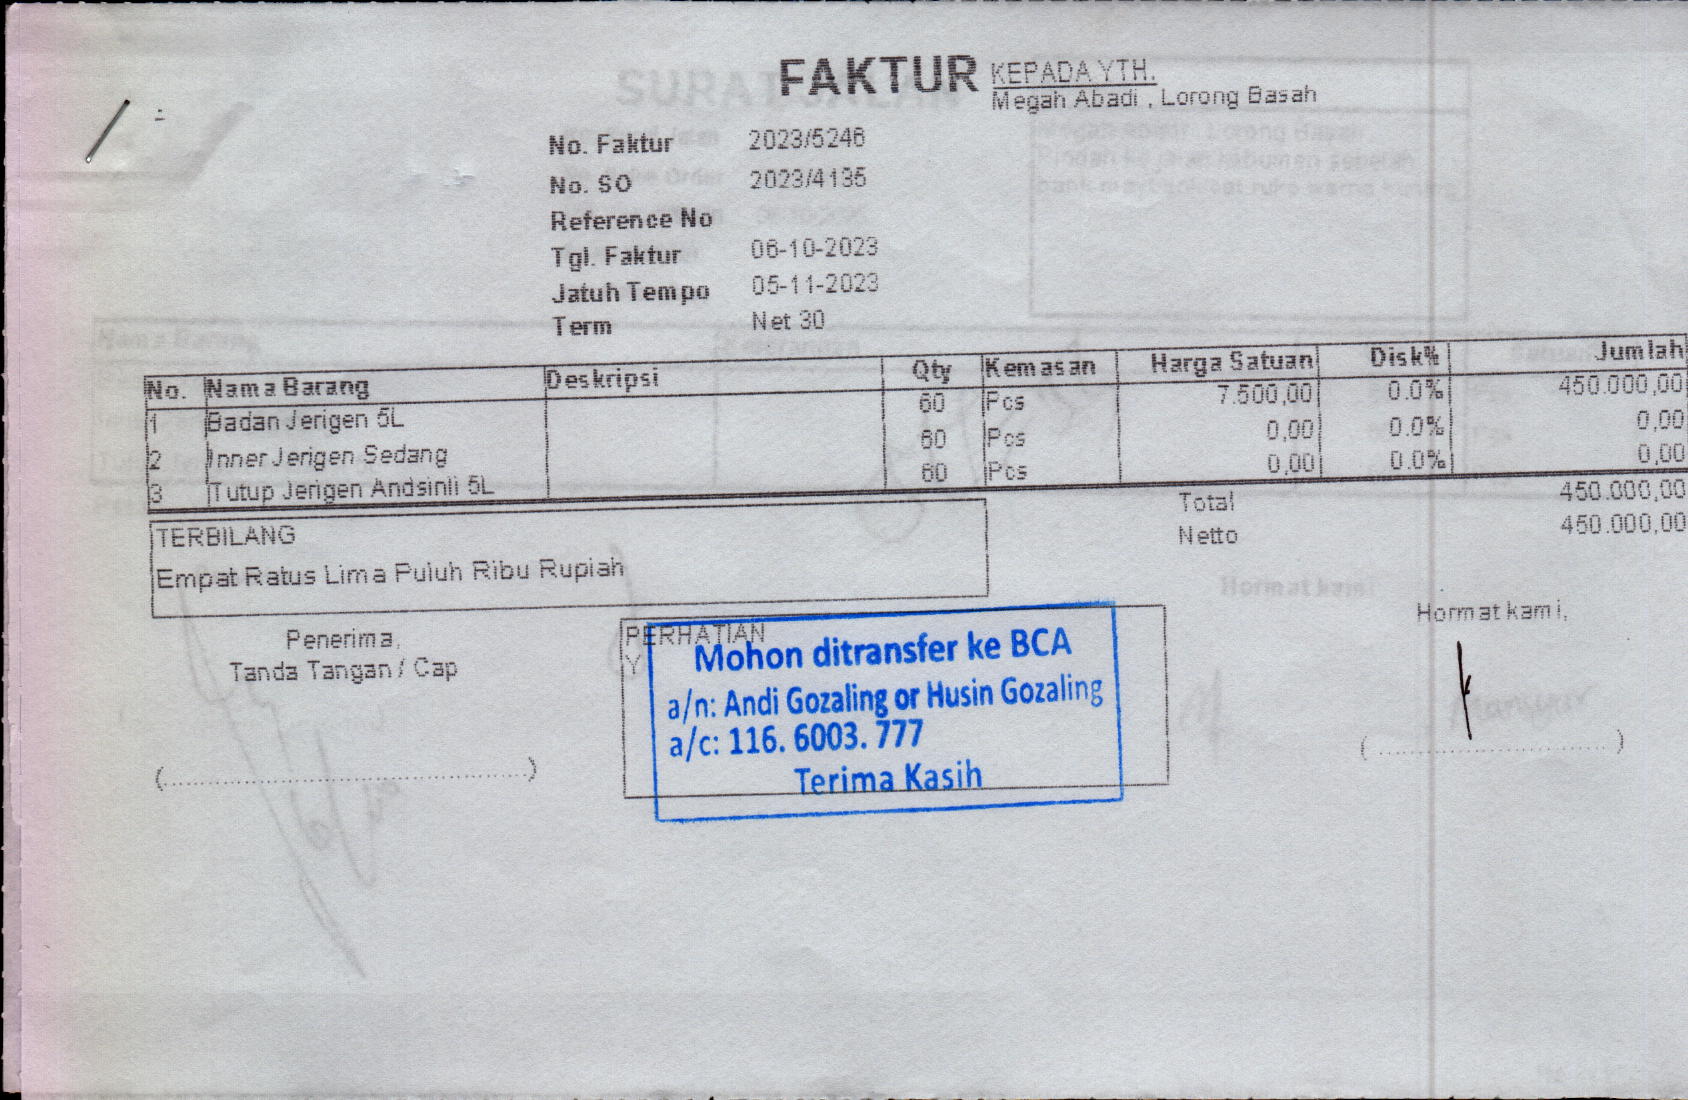 FAKTUR
KEPADA YTH.
Megah Abadi , Lorong Basah
No. Faktur 2023/5246
No. SO 2023/4135
Reference No
Tgl. Faktur 06-10-2023
Jatuh Tempo 05-11-2023
Term Net 30
No. Nama Barang Deskripsi Qty Kemasan Harga Satuan Disk% Jumlah
1 Badan Jerigen 5L 60 Pcs 7.500,00 0.0% 450.000,00
2 Inner Jerigen Sedang 60 Pcs 0,00 0.0% 0,00
3 Tutup Jerigen Andsinli 5L 60 Pcs 0,00 0.0% 0,00
Total 450.000,00
Netto 450.000,00
TERBILANG
Empat Ratus Lima Puluh Ribu Rupiah
Penerima,
Tanda Tangan / Cap
(..........................................................)
PERHATIAN
Y
Mohon ditransfer ke BCA
a/n: Andi Gozaling or Husin Gozaling
a/c: 116. 6003. 777
Terima Kasih
Hormat kami,
( ...................................... )